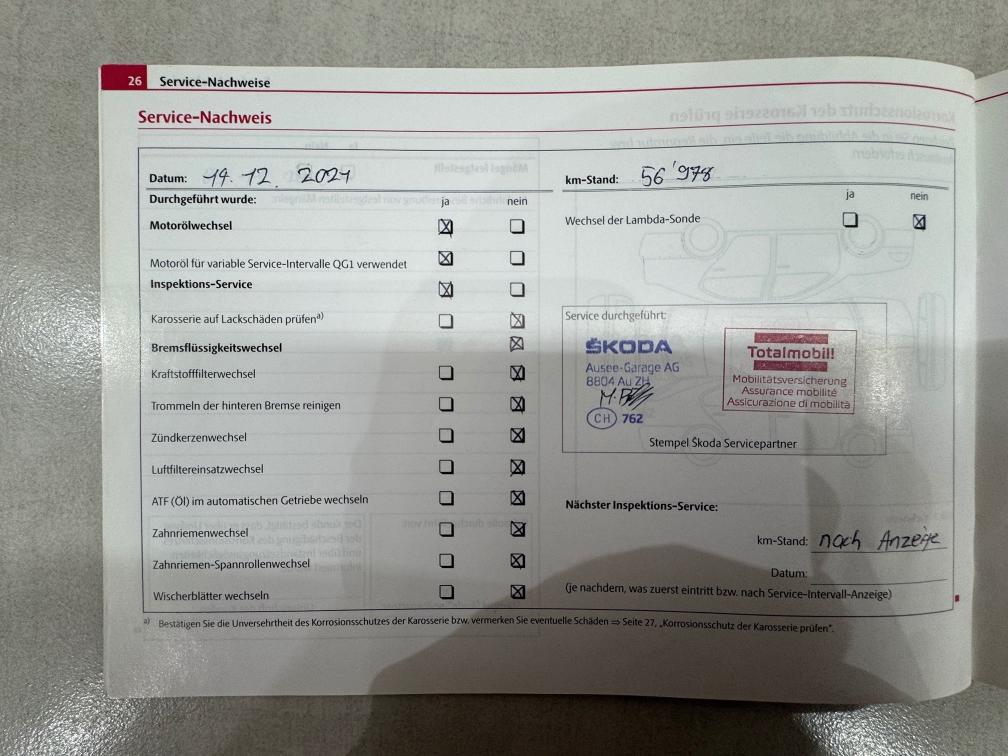 26 Service-Nachweise
Service-Nachweis
Datum: 14. 12. 2021
km-Stand: 56'978
Durchgeführt wurde: ja nein
ja nein
Motorölwechsel
Wechsel der Lambda-Sonde
Motoröl für variable Service-Intervalle QG1 verwendet
Inspektions-Service
Karosserie auf Lackschäden prüfen a)
Bremsflüssigkeitswechsel
Kraftstofffilterwechsel
Trommeln der hinteren Bremse reinigen
Zündkerzenwechsel
Luftfiltereinsatzwechsel
ATF (Öl) im automatischen Getriebe wechseln
Zahnriemenwechsel
Zahnriemen-Spannrollenwechsel
Wischerblätter wechseln
Service durchgeführt:
ŠKODA
Ausee-Garage AG
8804 Au ZH
CH 762
Totalmobil!
Mobilitätsversicherung
Assurance mobilité
Assicurazione di mobilità
Stempel Škoda Servicepartner
Nächster Inspektions-Service:
km-Stand: nach Anzeige
Datum:
(je nachdem, was zuerst eintritt bzw. nach Service-Intervall-Anzeige)
a) Bestätigen Sie die Unversehrtheit des Korrosionsschutzes der Karosserie bzw. vermerken Sie eventuelle Schäden ⇒ Seite 27, „Korrosionsschutz der Karosserie prüfen“.